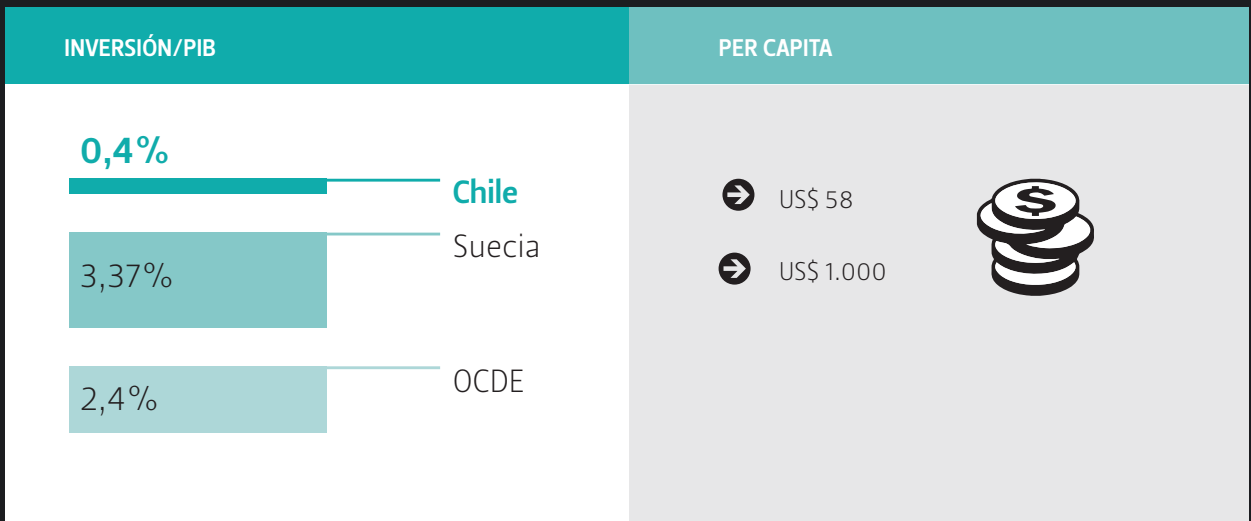 INVERSIÓN/PIB
PER CAPITA
0,4%
Chile
Suecia
3,37%
OCDE
2,4%
US$ 58
US$ 1.000
$